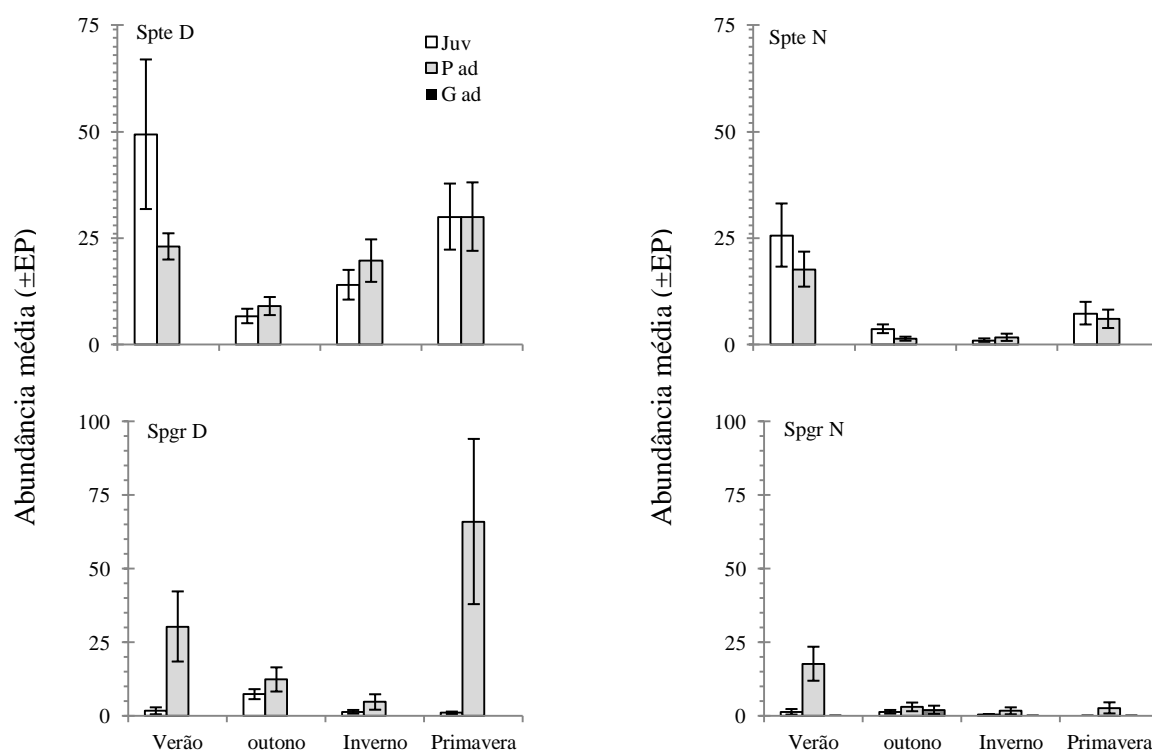 Spte D
Juv
P ad
G ad
75
50
25
0
Spte N
75
50
25
0
Abundância média (±EP)
Abundância média (±EP)
Spgr D
100
75
50
25
0
Verão outono Inverno Primavera
Spgr N
100
75
50
25
0
Verão outono Inverno Primavera